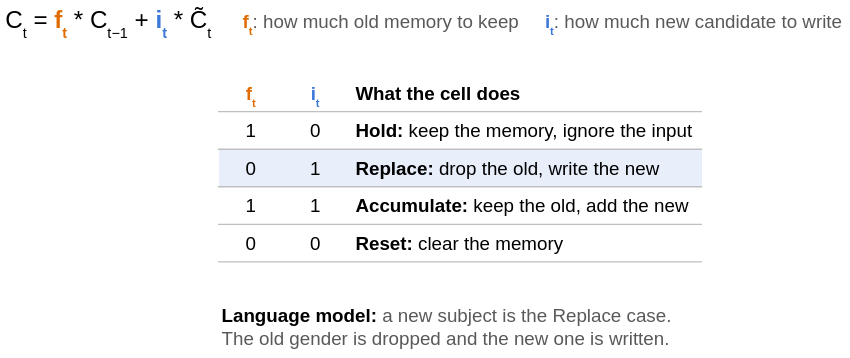 Cₜ = fₜ * Cₜ₋₁ + iₜ * C̃ₜ fₜ: how much old memory to keep iₜ: how much new candidate to write
fₜ iₜ What the cell does
1 0 Hold: keep the memory, ignore the input
0 1 Replace: drop the old, write the new
1 1 Accumulate: keep the old, add the new
0 0 Reset: clear the memory
Language model: a new subject is the Replace case.
The old gender is dropped and the new one is written.